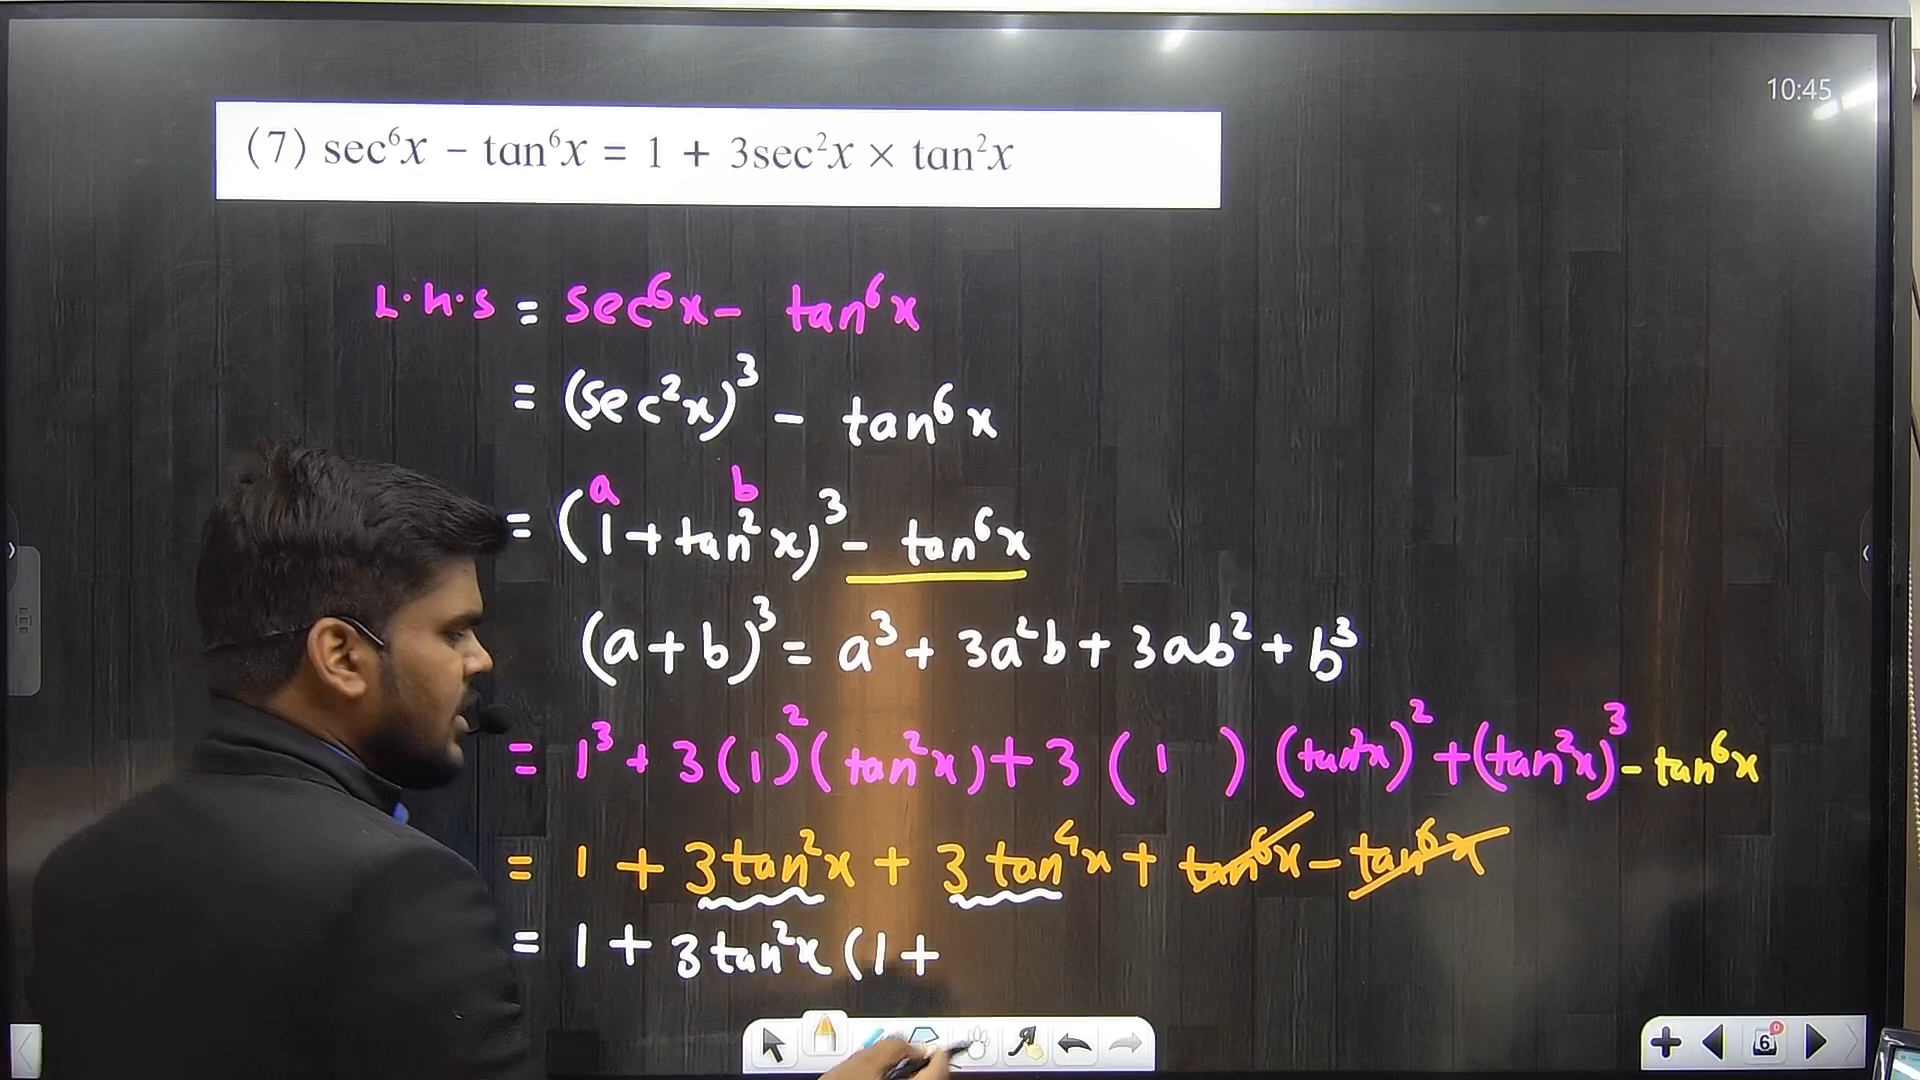 10:45
(7) sec⁶x − tan⁶x = 1 + 3sec²x × tan²x
L.h.s = sec⁶x − tan⁶x
= (sec²x)³ − tan⁶x
a b
= (1 + tan²x)³ − tan⁶x
(a+b)³ = a³ + 3a²b + 3ab² + b³
= 1³ + 3(1)²(tan²x) + 3(1)(tan²x)² + (tan²x)³ − tan⁶x
= 1 + 3tan²x + 3tan⁴x + tan⁶x − tan⁶x
= 1 + 3tan²x (1 +
6
0